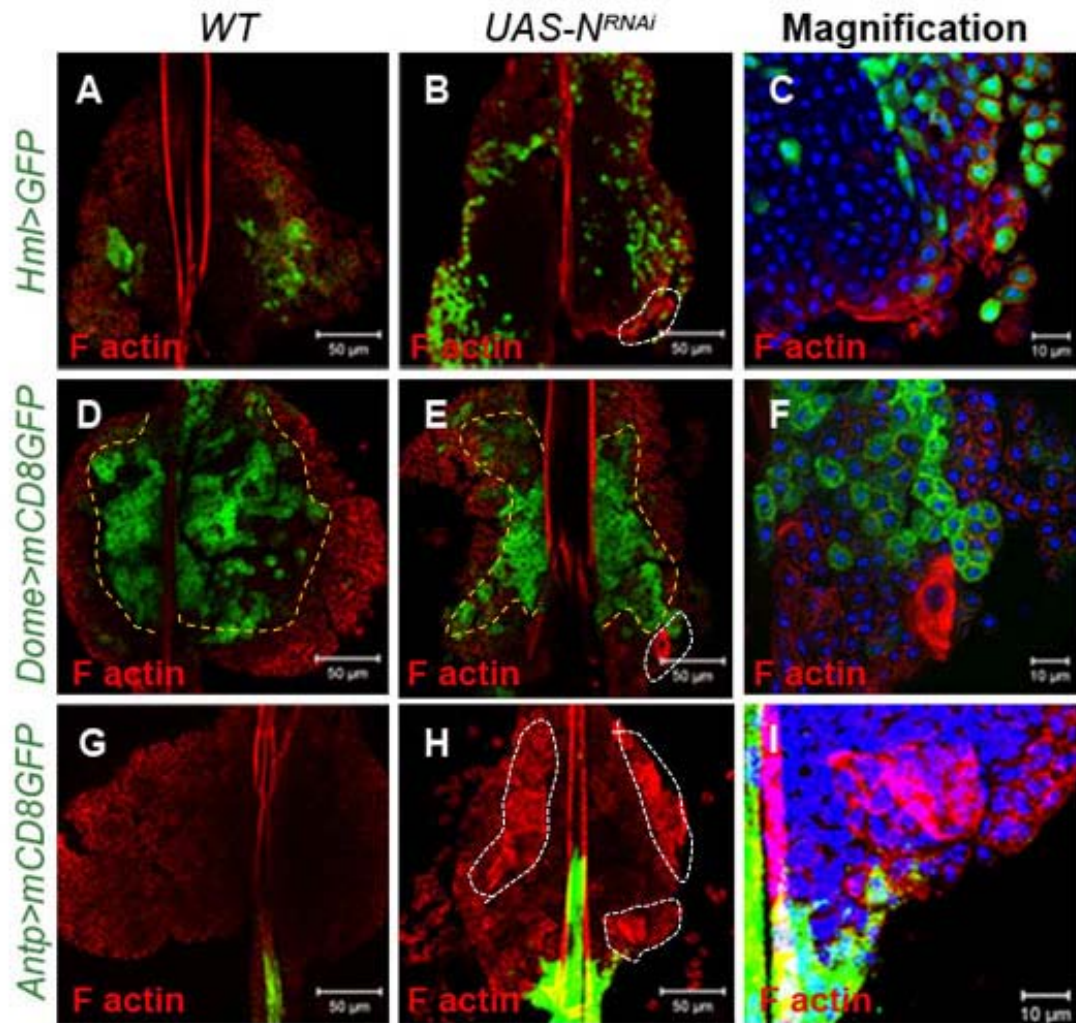 WT UAS-N^RNAi Magnification
Hml>GFP
A B C
F actin 50 µm F actin 50 µm F actin 10 µm
Dome>mCD8GFP
D E F
F actin 50 µm F actin 50 µm F actin 10 µm
Antp>mCD8GFP
G H I
F actin 50 µm F actin 50 µm F actin 10 µm